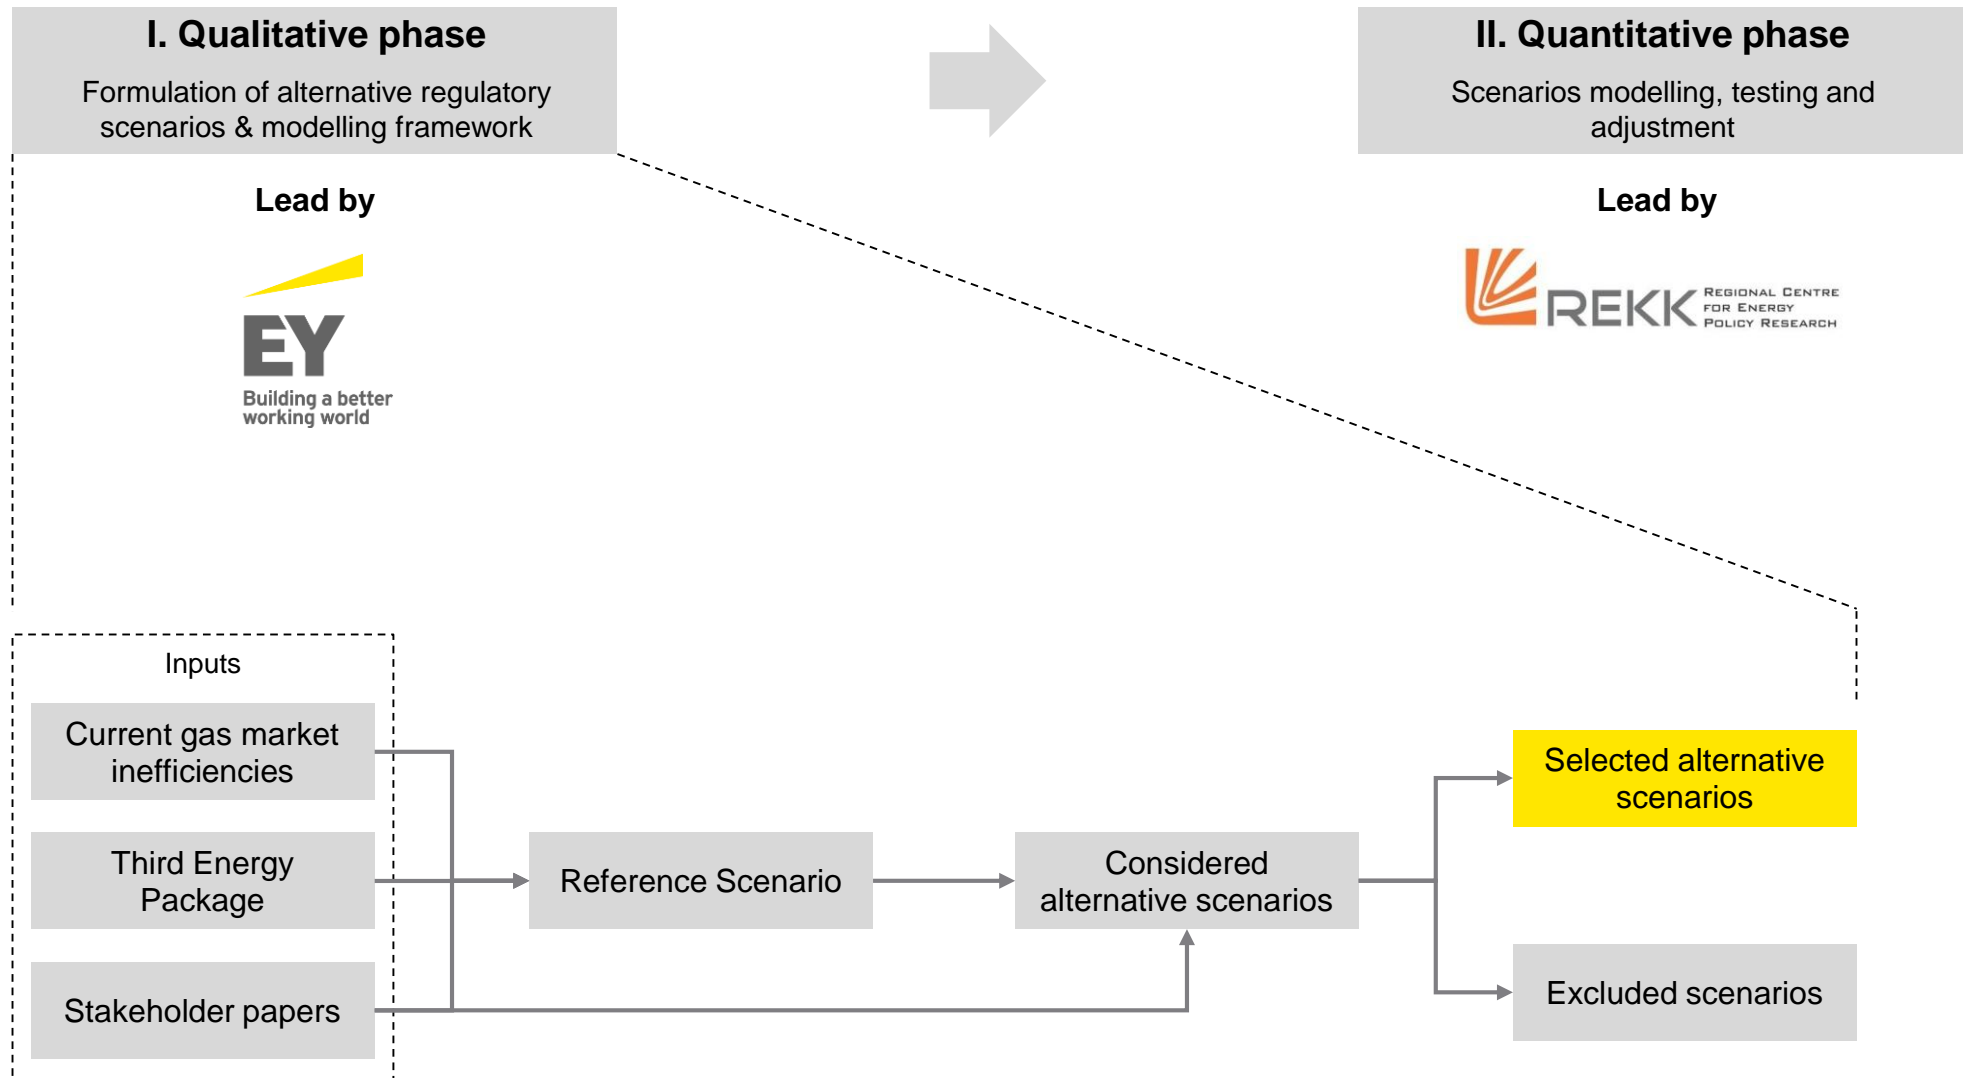 I. Qualitative phase
Formulation of alternative regulatory
scenarios & modelling framework
II. Quantitative phase
Scenarios modelling, testing and
adjustment
Lead by
EY
Building a better
working world
Lead by
REKK
REGIONAL CENTRE
FOR ENERGY
POLICY RESEARCH
Inputs
Current gas market
inefficiencies
Third Energy
Package
Stakeholder papers
Reference Scenario
Considered
alternative scenarios
Selected alternative
scenarios
Excluded scenarios